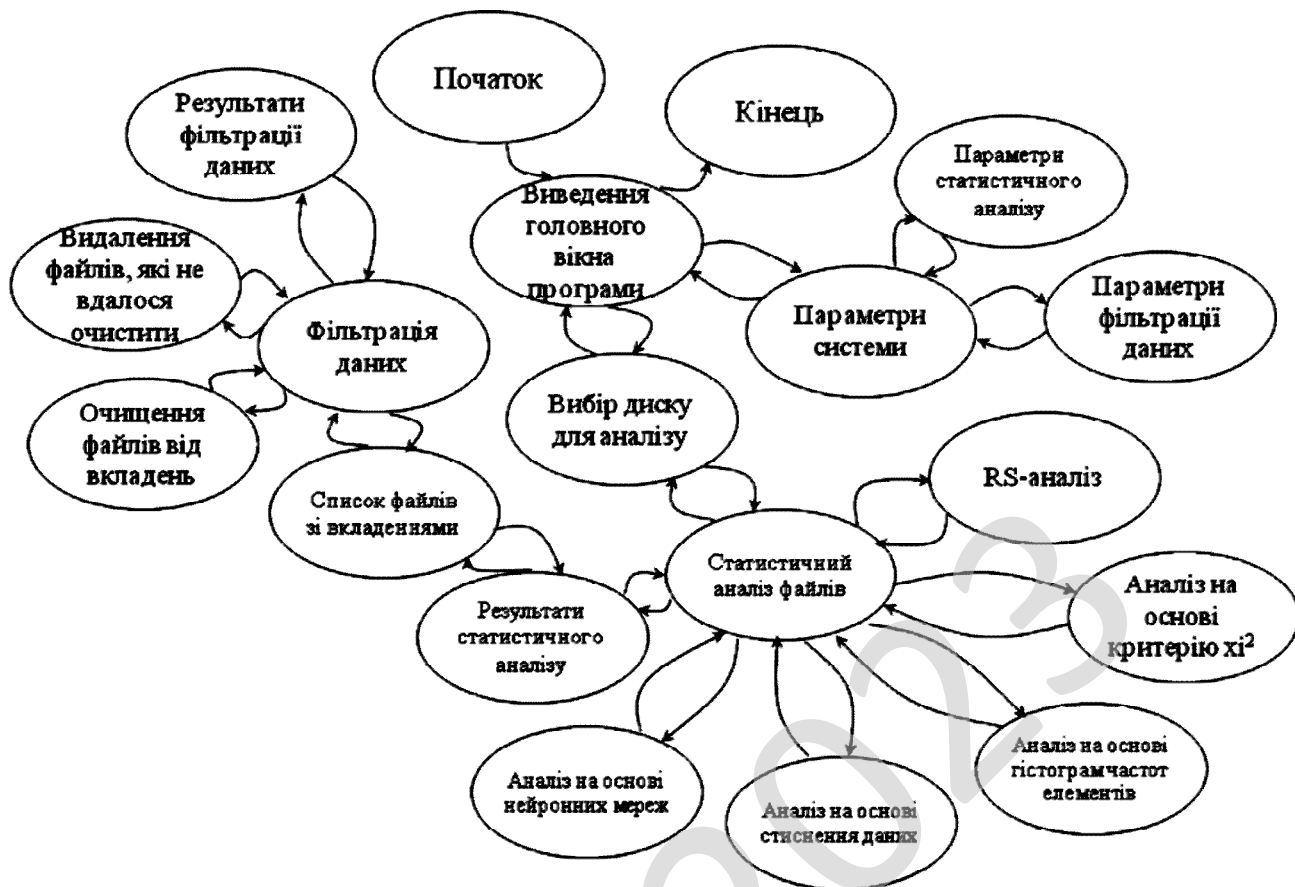 Початок
Кінець
Результати
фільтрації
даних
Параметри
статистичного
аналізу
Виведення
головного
вікна
програми
Видалення
файлів, які не
вдалося
очистити
Параметри
фільтрації
даних
Параметри
системи
Фільтрація
даних
Вибір диску
для аналізу
Очищення
файлів від
вкладень
RS-аналіз
Список файлів
зі вкладеннями
Статистичний
аналіз файлів
Аналіз на
основі
критерію хі²
Результати
статистичного
аналізу
Аналіз на основі
гістограм частот
елементів
Аналіз на основі
нейронних мереж
Аналіз на основі
стиснення даних
2023